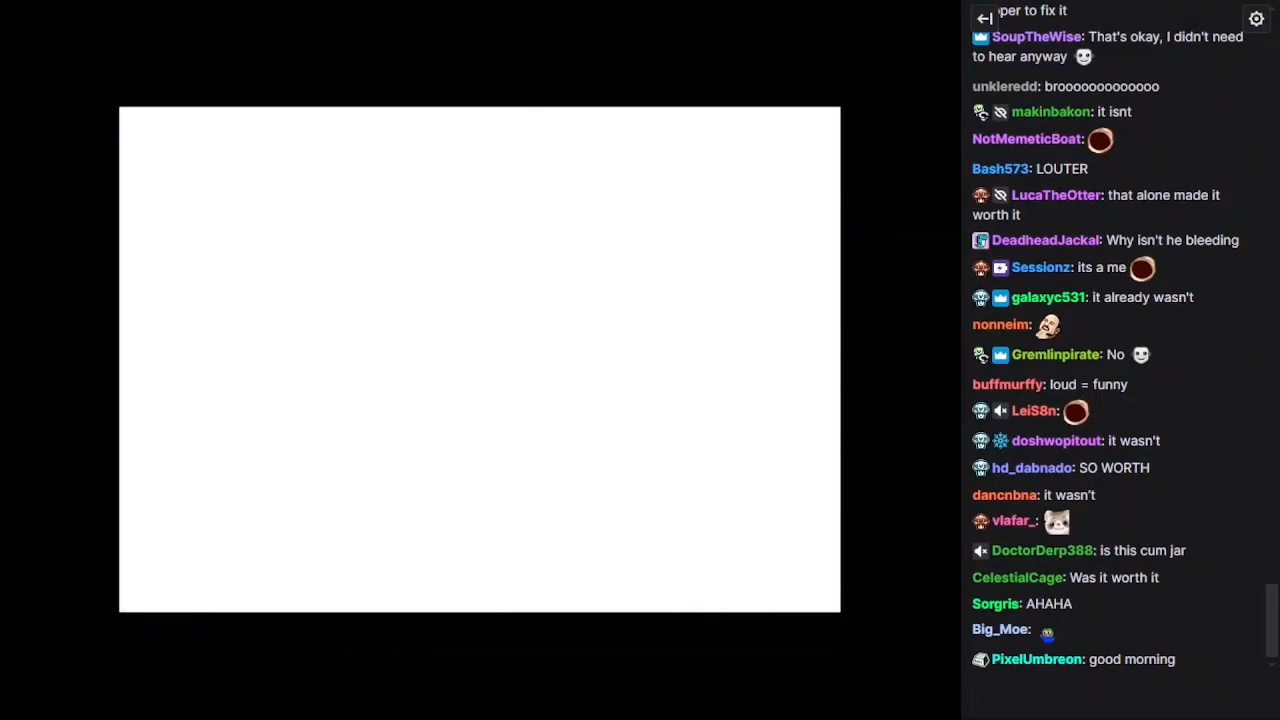 oper to fix it
SoupTheWise: That's okay, I didn't need
to hear anyway
unkleredd: brooooooooooooo
makinbakon: it isnt
NotMemeticBoat:
Bash573: LOUTER
LucaTheOtter: that alone made it
worth it
DeadheadJackal: Why isn't he bleeding
Sessionz: its a me
galaxyc531: it already wasn't
nonneim:
Gremlinpirate: No
buffmurffy: loud = funny
LeiS8n:
doshwopitout: it wasn't
hd_dabnado: SO WORTH
dancnbna: it wasn't
vlafar_:
DoctorDerp388: is this cum jar
CelestialCage: Was it worth it
Sorgris: AHAHA
Big_Moe:
PixelUmbreon: good morning